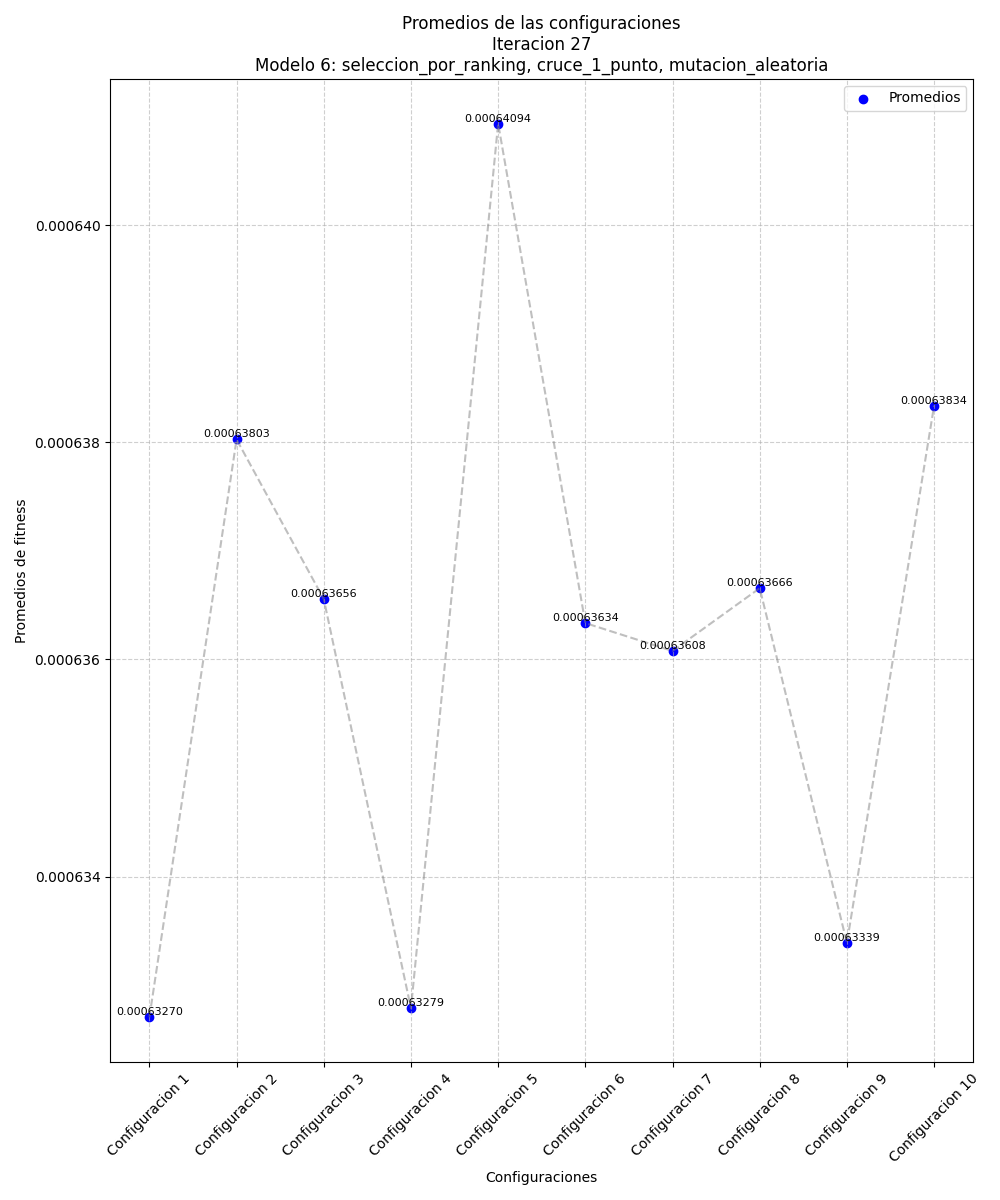 Promedios de las configuraciones
Iteracion 27
Modelo 6: seleccion_por_ranking, cruce_1_punto, mutacion_aleatoria
Promedios
0.00064094
0.000640
0.00063834
0.00063803
0.000638
0.00063666
0.00063656
0.00063634
0.00063608
0.000636
0.000634
0.00063339
0.00063279
0.00063270
Promedios de fitness
Configuracion 1
Configuracion 2
Configuracion 3
Configuracion 4
Configuracion 5
Configuracion 6
Configuracion 7
Configuracion 8
Configuracion 9
Configuracion 10
Configuraciones